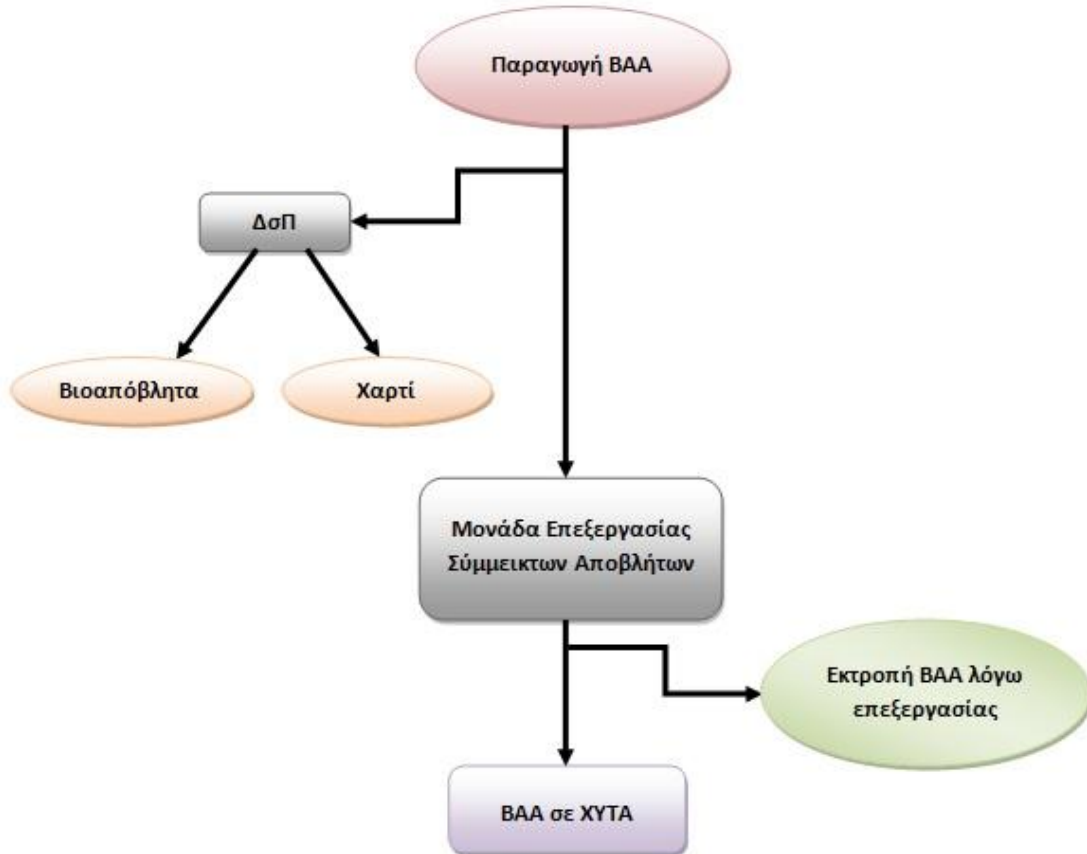 Παραγωγή ΒΑΑ
ΔσΠ
Βιοαπόβλητα
Χαρτί
Μονάδα Επεξεργασίας
Σύμμεικτων Αποβλήτων
Εκτροπή ΒΑΑ λόγω
επεξεργασίας
ΒΑΑ σε ΧΥΤΑ